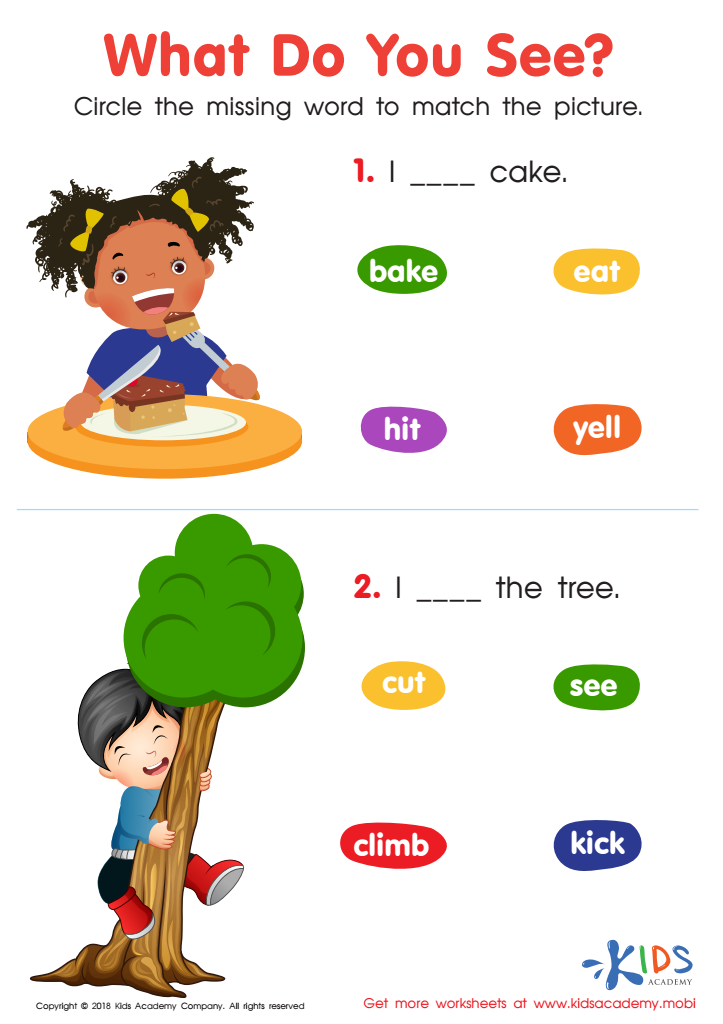 What Do You See?
Circle the missing word to match the picture.
1. I ____ cake.
bake eat
hit yell
2. I ____ the tree.
cut see
climb kick
KIDS
ACADEMY
Copyright © 2018 Kids Academy Company. All rights reserved
Get more worksheets at www.kidsacademy.mobi